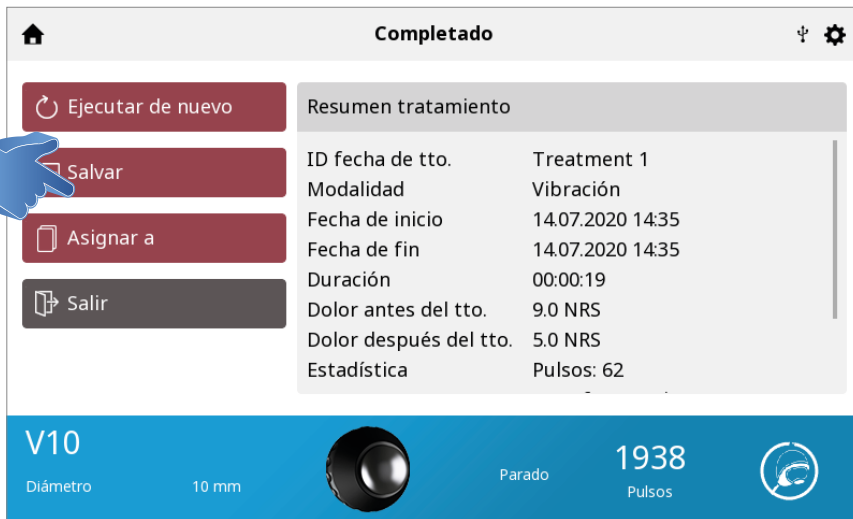 Completado
Ejecutar de nuevo
Salvar
Asignar a
Salir
Resumen tratamiento
ID fecha de tto. Treatment 1
Modalidad Vibración
Fecha de inicio 14.07.2020 14:35
Fecha de fin 14.07.2020 14:35
Duración 00:00:19
Dolor antes del tto. 9.0 NRS
Dolor después del tto. 5.0 NRS
Estadística Pulsos: 62
V10
Diámetro 10 mm
Parado
1938
Pulsos